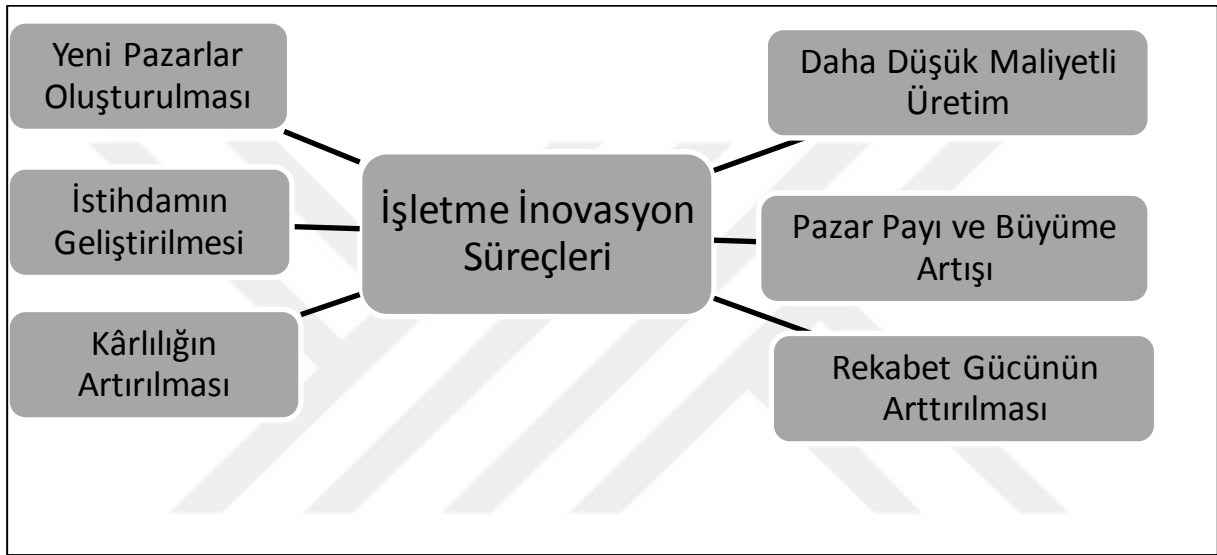 Yeni Pazarlar
Oluşturulması
İstihdamın
Geliştirilmesi
Kârlılığın
Artırılması
İşletme İnovasyon
Süreçleri
Daha Düşük Maliyetli
Üretim
Pazar Payı ve Büyüme
Artışı
Rekabet Gücünün
Arttırılması